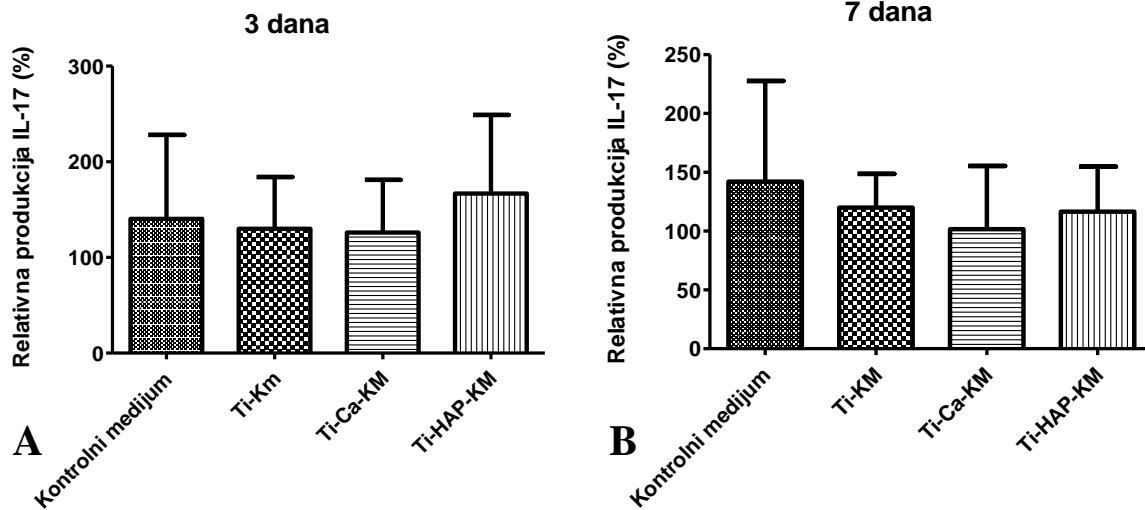 3 dana
Relativna produkcija IL-17 (%)
300
200
100
0
Kontrolni medijum
Ti-Km
Ti-Ca-KM
Ti-HAP-KM
A
7 dana
Relativna produkcija IL-17 (%)
250
200
150
100
50
0
Kontrolni medijum
Ti-KM
Ti-Ca-KM
Ti-HAP-KM
B